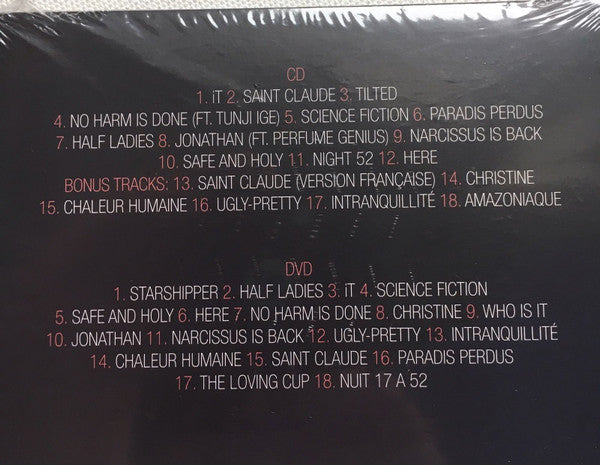 CD
1. iT 2. SAINT CLAUDE 3. TILTED
4. NO HARM IS DONE (FT. TUNJI IGE) 5. SCIENCE FICTION 6. PARADIS PERDUS
7. HALF LADIES 8. JONATHAN (FT. PERFUME GENIUS) 9. NARCISSUS IS BACK
10. SAFE AND HOLY 11. NIGHT 52 12. HERE
BONUS TRACKS: 13. SAINT CLAUDE (VERSION FRANÇAISE) 14. CHRISTINE
15. CHALEUR HUMAINE 16. UGLY-PRETTY 17. INTRANQUILLITÉ 18. AMAZONIAQUE
DVD
1. STARSHIPPER 2. HALF LADIES 3. iT 4. SCIENCE FICTION
5. SAFE AND HOLY 6. HERE 7. NO HARM IS DONE 8. CHRISTINE 9. WHO IS IT
10. JONATHAN 11. NARCISSUS IS BACK 12. UGLY-PRETTY 13. INTRANQUILLITÉ
14. CHALEUR HUMAINE 15. SAINT CLAUDE 16. PARADIS PERDUS
17. THE LOVING CUP 18. NUIT 17 A 52